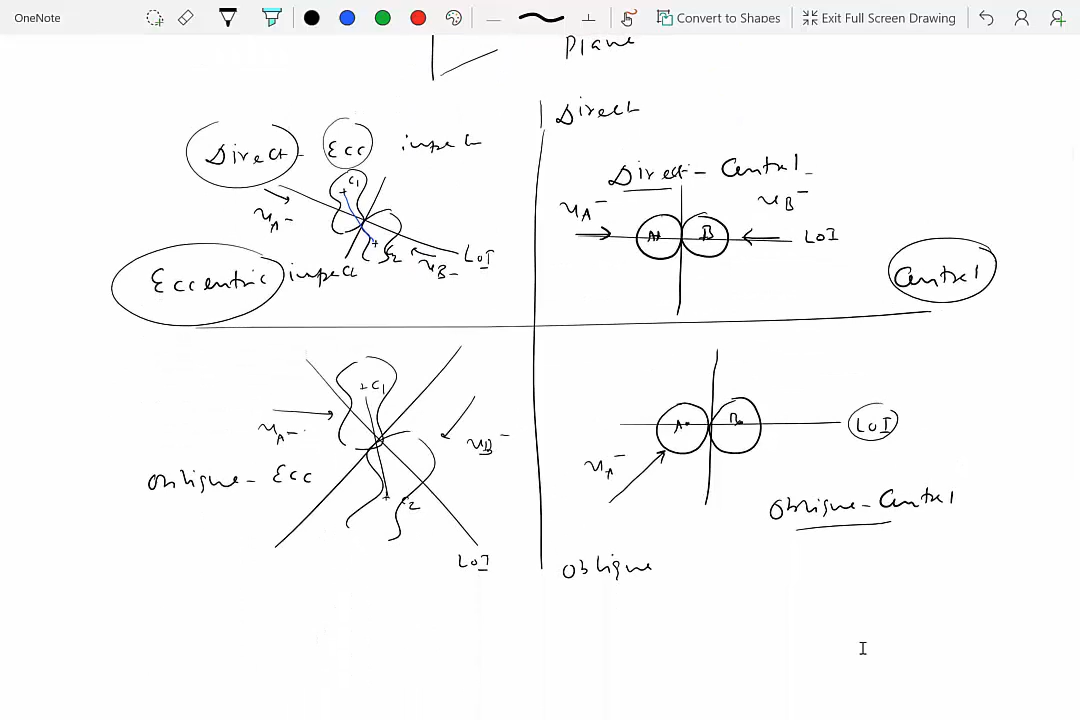 OneNote
Convert to Shapes
Exit Full Screen Drawing
Plane
Direct
Direct - Ecc impact
Direct - Central
C1
uA-
uA-
uB-
A
B
LOI
C2
uB-
LOI
Eccentric impact
Central
C1
uA-
uB-
A
B
LOI
uA-
Oblique - Ecc
C2
Oblique - Central
LOI
Oblique